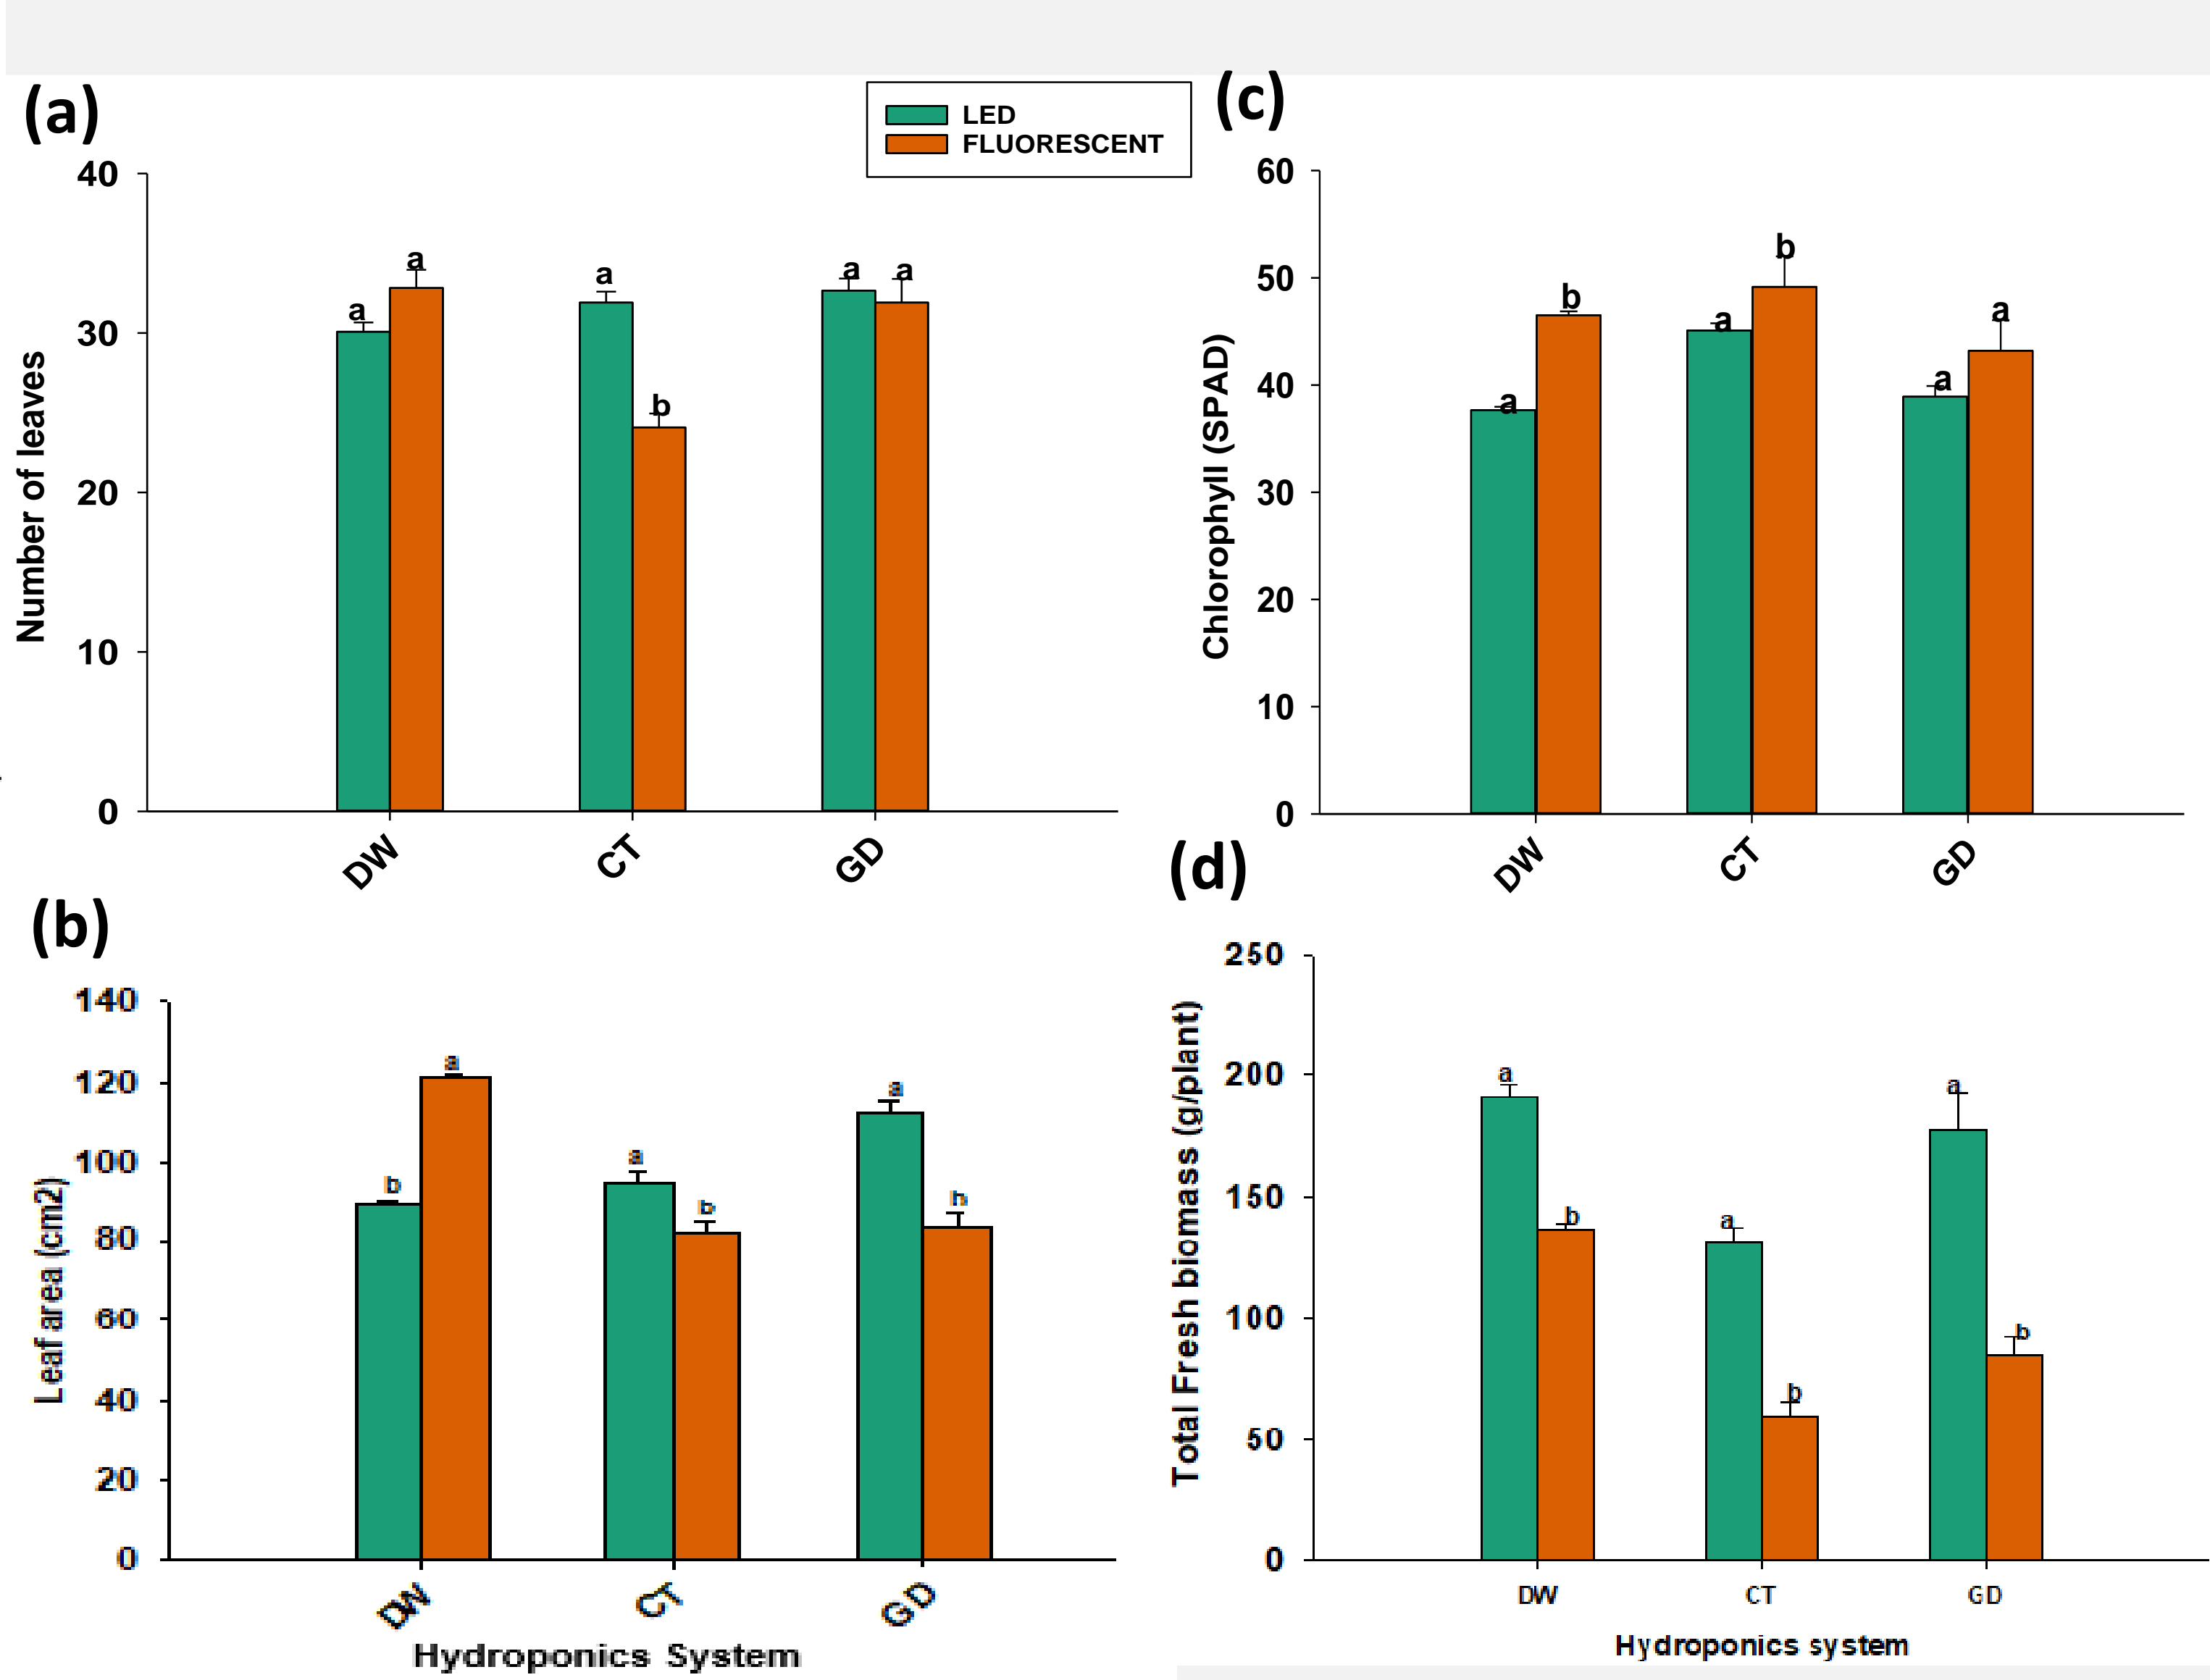 (a)
LED
FLUORESCENT
40
30
20
10
0
Number of leaves
a
a
a
b
a
a
DW
CT
GD
(c)
60
50
40
30
20
10
0
Chlorophyll (SPAD)
a
b
a
b
a
a
DW
CT
GD
(b)
140
120
100
80
60
40
20
0
Leaf area (cm2)
b
a
a
b
a
b
DW
CT
GD
Hydroponics System
(d)
250
200
150
100
50
0
Total Fresh biomass (g/plant)
a
b
a
b
a
b
DW
CT
GD
Hydroponics system